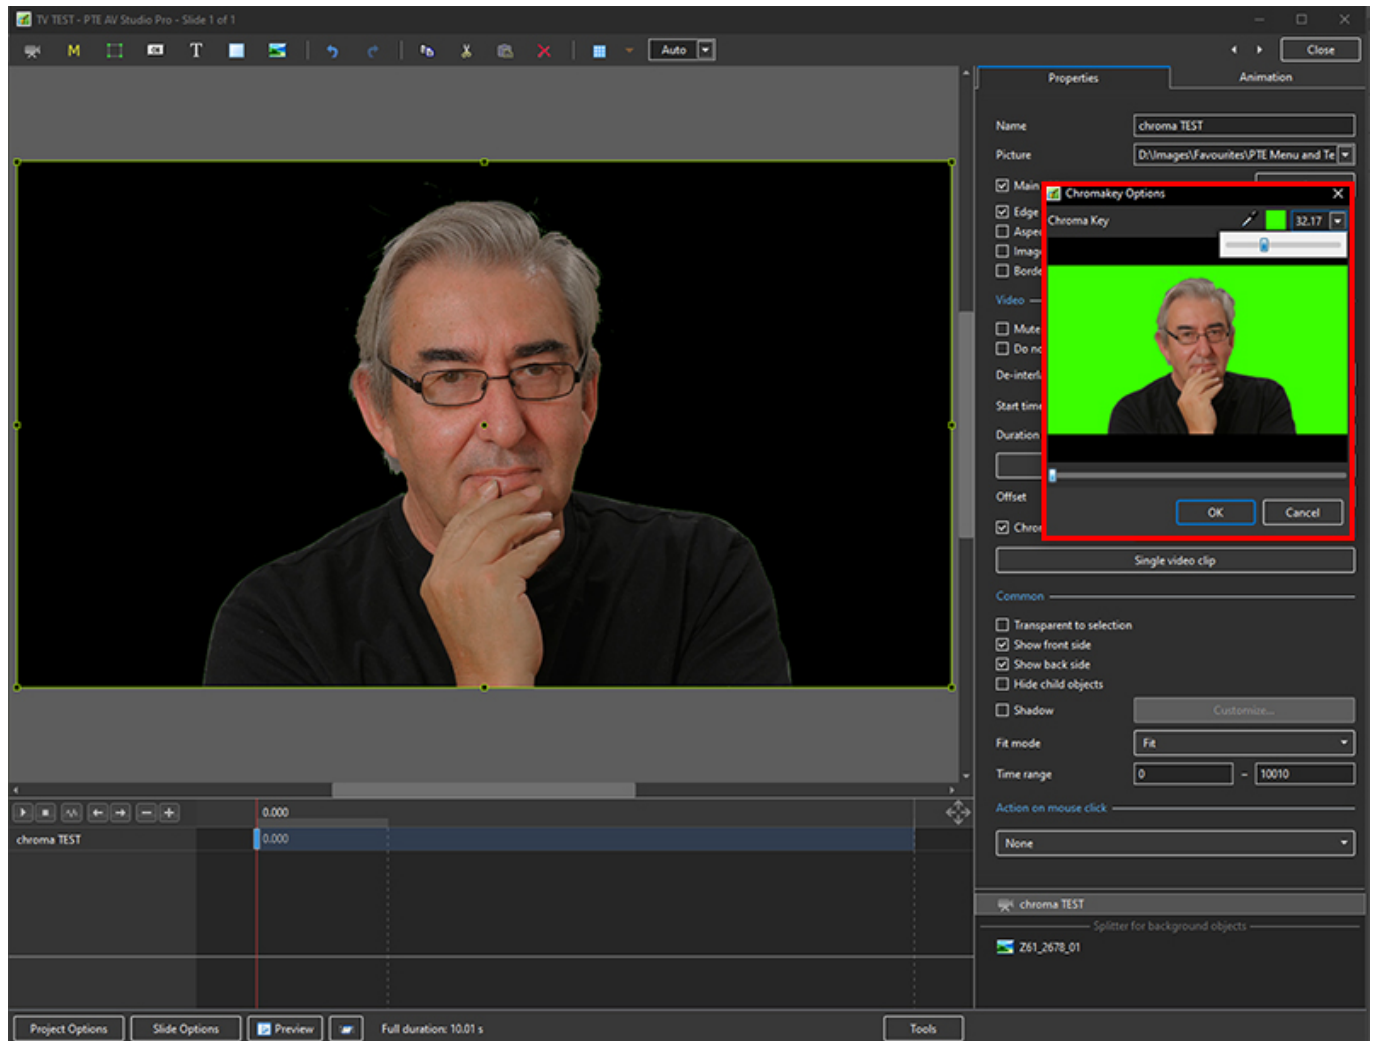 TV TEST - PTE AV Studio Pro - Slide 1 of 1
M
OK
T
Auto
Close
Properties
Animation
Name
chroma TEST
Picture
D:\Images\Favourites\PTE Menu and Te
Main
Edge
Aspe
Imag
Borde
Chromakey Options
Chroma Key
32.17
Video
Mute
Do no
De-interl
Start time
Duration
Offset
OK
Cancel
Chro
Single video clip
Common
Transparent to selection
Show front side
Show back side
Hide child objects
Shadow
Customize...
Fit mode
Fit
Time range
0
-
10010
Action on mouse click
None
0.000
chroma TEST
0.000
chroma TEST
Splitter for background objects
Z61_2678_01
Project Options
Slide Options
Preview
Full duration: 10.01 s
Tools